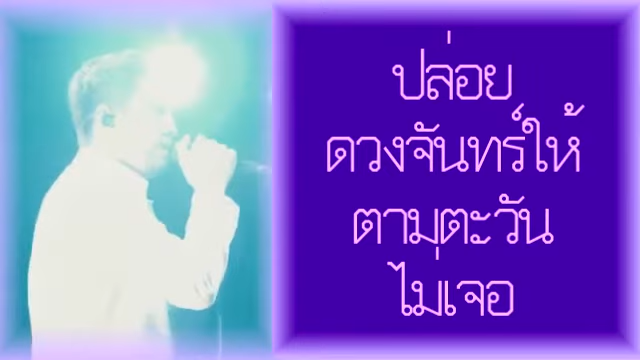 ปล่อย
ดวงจันทร์ให้
ตามตะวัน
ไม่เจอ